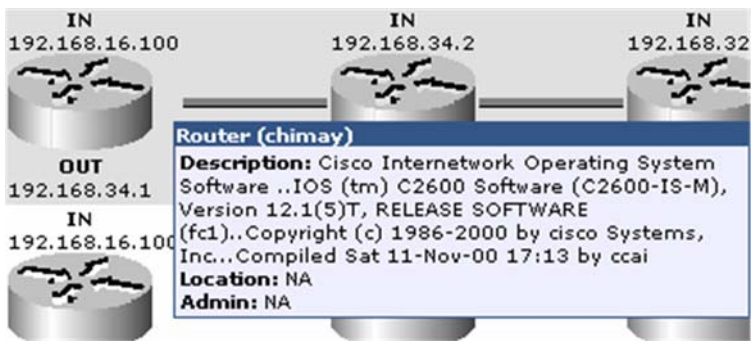 IN
192.168.16.100
IN
192.168.34.2
IN
192.168.32
OUT
192.168.34.1
IN
192.168.16.100
Router (chimay)
Description: Cisco Internetwork Operating System
Software ..IOS (tm) C2600 Software (C2600-IS-M),
Version 12.1(5)T, RELEASE SOFTWARE
(fc1)..Copyright (c) 1986-2000 by cisco Systems,
Inc...Compiled Sat 11-Nov-00 17:13 by ccai
Location: NA
Admin: NA